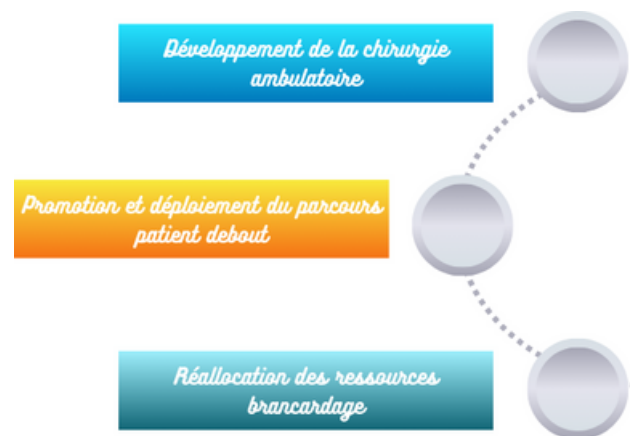 Développement de la chirurgie
ambulatoire
Promotion et déploiement du parcours
patient debout
Réallocation des ressources
brancardage